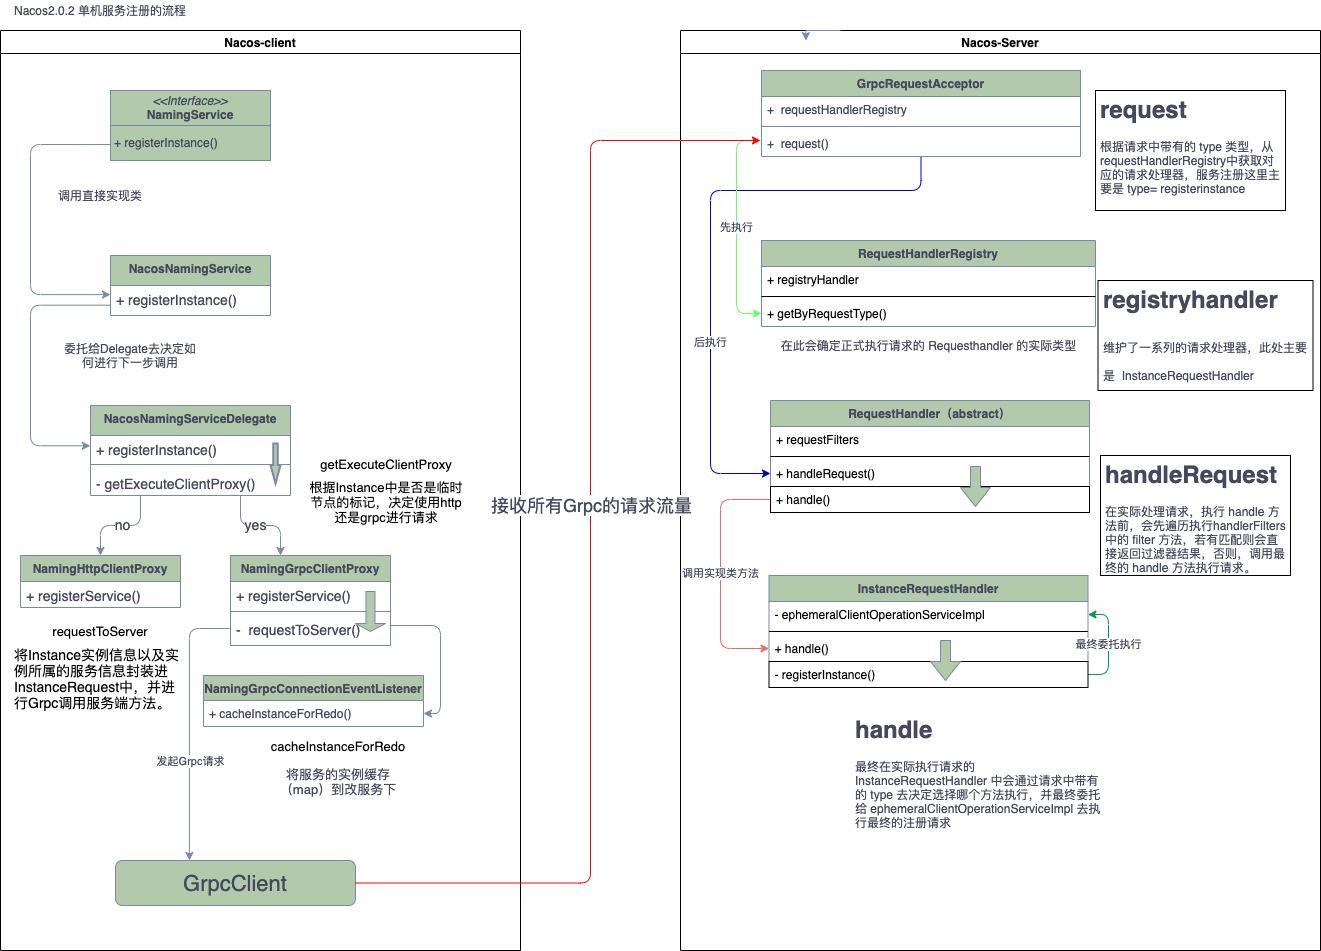 Nacos2.0.2 单机服务注册的流程
Nacos-client
<<Interface>>
NamingService
+ registerInstance()
调用直接实现类
NacosNamingService
+ registerInstance()
委托给Delegate去决定如
何进行下一步调用
NacosNamingServiceDelegate
+ registerInstance()
- getExecuteClientProxy()
getExecuteClientProxy
根据Instance中是否是临时
节点的标记，决定使用http
还是grpc进行请求
no
yes
NamingHttpClientProxy
+ registerService()
NamingGrpcClientProxy
+ registerService()
- requestToServer()
requestToServer
将Instance实例信息以及实
例所属的服务信息封装进
InstanceRequest中，并进
行Grpc调用服务端方法。
NamingGrpcConnectionEventListener
+ cacheInstanceForRedo()
cacheInstanceForRedo
将服务的实例缓存
（map）到改服务下
发起Grpc请求
GrpcClient
接收所有Grpc的请求流量
Nacos-Server
GrpcRequestAcceptor
+ requestHandlerRegistry
+ request()
request
根据请求中带有的 type 类型，从
requestHandlerRegistry中获取对
应的请求处理器，服务注册这里主
要是 type= registerinstance
先执行
RequestHandlerRegistry
+ registryHandler
+ getByRequestType()
在此会确定正式执行请求的 Requesthandler 的实际类型
registryhandler
维护了一系列的请求处理器，此处主要
是 InstanceRequestHandler
后执行
RequestHandler（abstract）
+ requestFilters
+ handleRequest()
+ handle()
handleRequest
在实际处理请求，执行 handle 方
法前，会先遍历执行handlerFilters
中的 filter 方法，若有匹配则会直
接返回过滤器结果，否则，调用最
终的 handle 方法执行请求。
调用实现类方法
InstanceRequestHandler
- ephemeralClientOperationServiceImpl
+ handle()
- registerInstance()
最终委托执行
handle
最终在实际执行请求的
InstanceRequestHandler 中会通过请求中带有
的 type 去决定选择哪个方法执行，并最终委托
给 ephemeralClientOperationServiceImpl 去执
行最终的注册请求